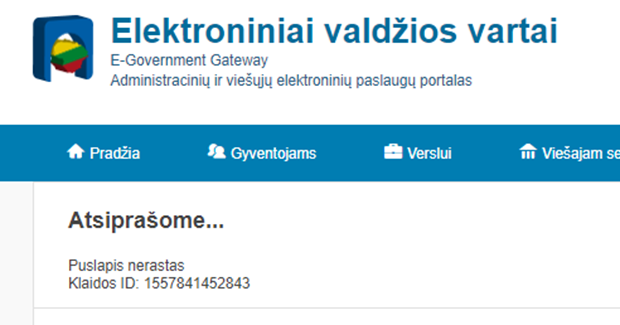 Elektroniniai valdžios vartai
E-Government Gateway
Administracinių ir viešųjų elektroninių paslaugų portalas
Pradžia Gyventojams Verslui Viešajam se
Atsiprašome...
Puslapis nerastas
Klaidos ID: 1557841452843